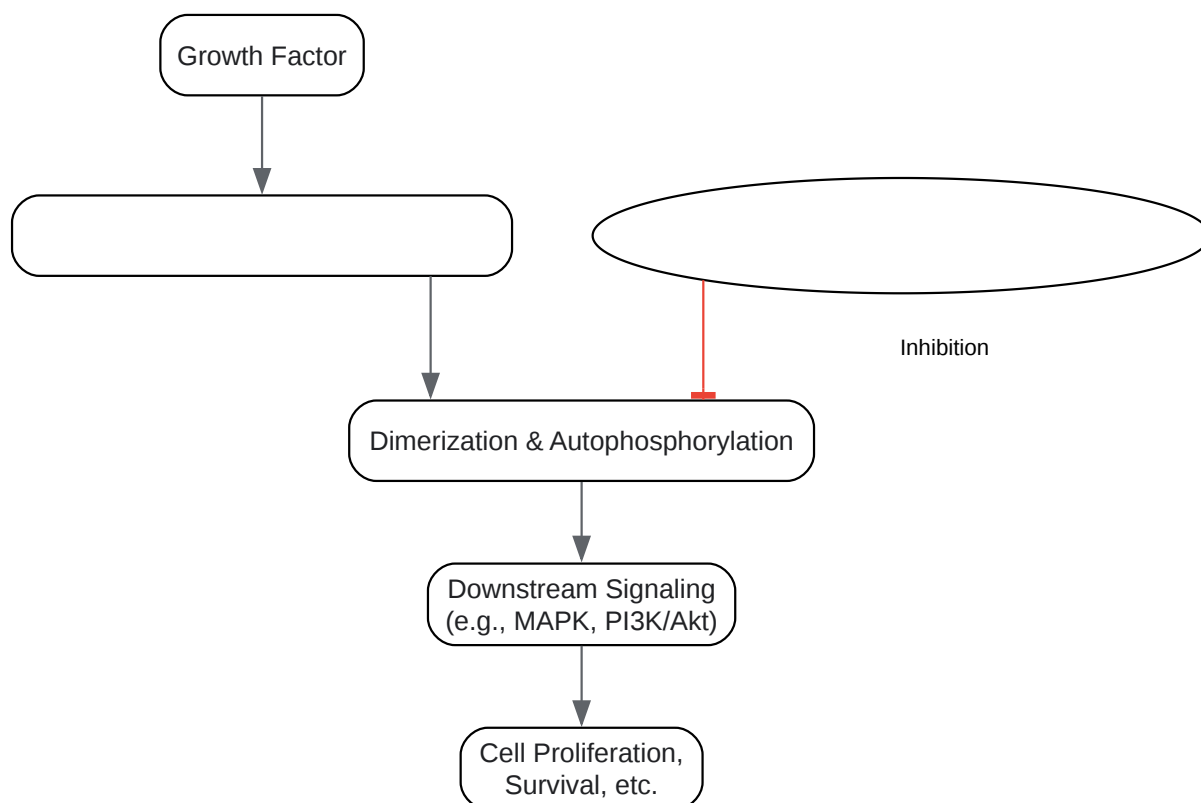 Growth Factor
Inhibition
Dimerization & Autophosphorylation
Downstream Signaling
(e.g., MAPK, PI3K/Akt)
Cell Proliferation,
Survival, etc.